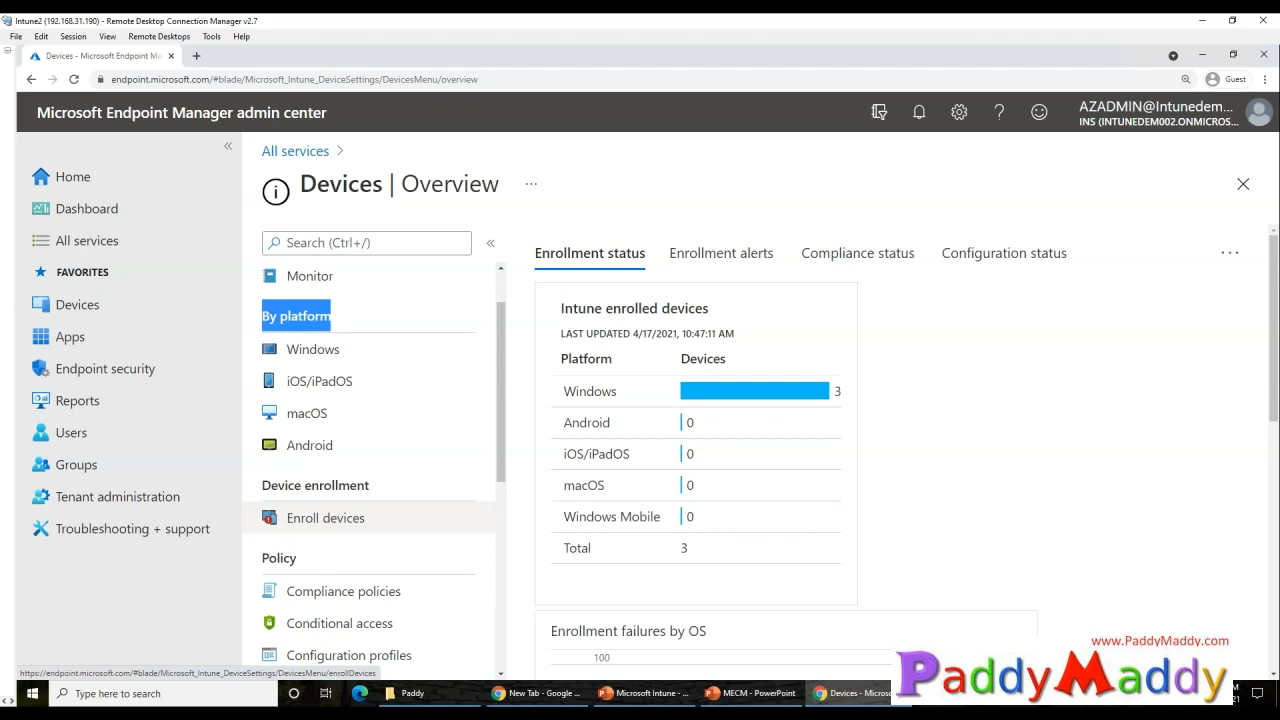 Intune2 (192.168.31.190) - Remote Desktop Connection Manager v2.7
File Edit Session View Remote Desktops Tools Help
Devices - Microsoft Endpoint Ma
endpoint.microsoft.com/#blade/Microsoft_Intune_DeviceSettings/DevicesMenu/overview
Guest
Microsoft Endpoint Manager admin center
AZADMIN@Intunedem...
INS (INTUNEDEM002.ONMICROS...
Home
Dashboard
All services
FAVORITES
Devices
Apps
Endpoint security
Reports
Users
Groups
Tenant administration
Troubleshooting + support
All services
Devices | Overview
Search (Ctrl+/)
Monitor
By platform
Windows
iOS/iPadOS
macOS
Android
Device enrollment
Enroll devices
Policy
Compliance policies
Conditional access
Configuration profiles
Enrollment status Enrollment alerts Compliance status Configuration status
Intune enrolled devices
LAST UPDATED 4/17/2021, 10:47:11 AM
Platform Devices
Windows 3
Android 0
iOS/iPadOS 0
macOS 0
Windows Mobile 0
Total 3
Enrollment failures by OS
100
www.PaddyMaddy.com
PaddyMaddy
https://endpoint.microsoft.com/#blade/Microsoft_Intune_DeviceSettings/DevicesMenu/enrollDevices
Type here to search
Paddy
New Tab - Google ...
Microsoft Intune - ...
MECM - PowerPoint
Devices - Micros